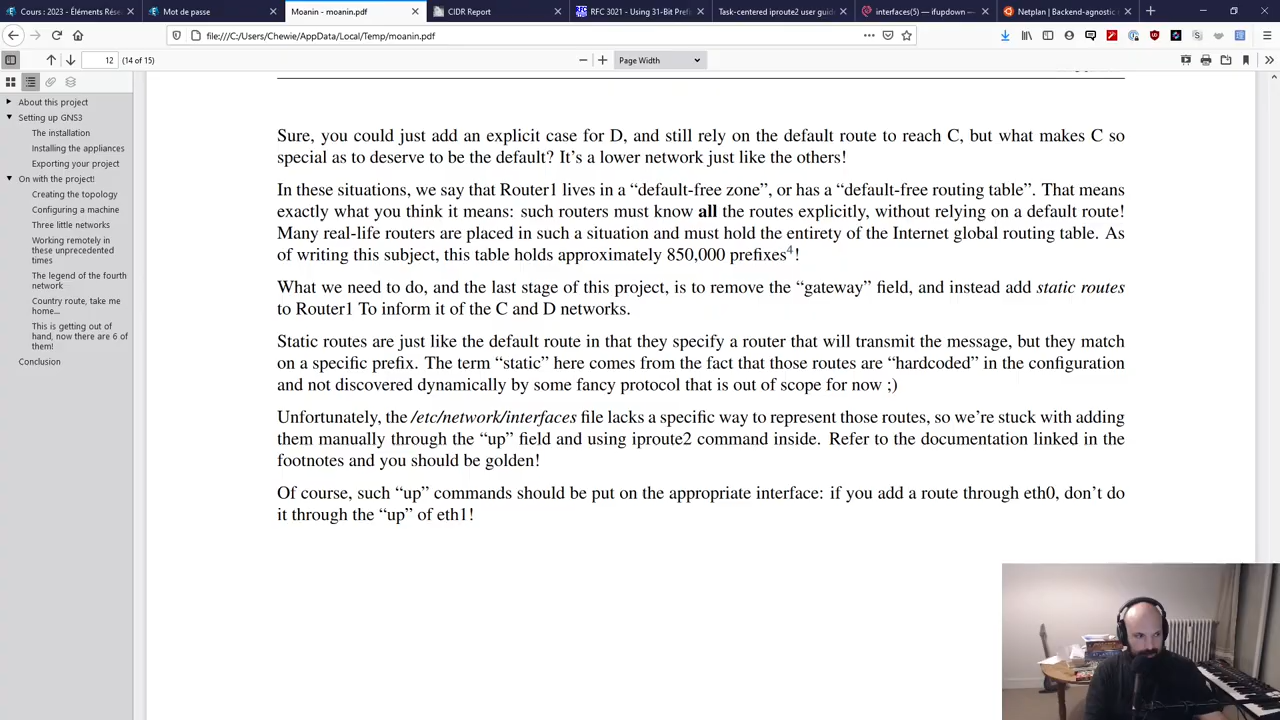 Cours : 2023 - Éléments Rése
Mot de passe
Moanin - moanin.pdf
CIDR Report
RFC 3021 - Using 31-Bit Prefi
Task-centered iproute2 user guid
interfaces(5) — ifupdown —
Netplan | Backend-agnostic
file:///C:/Users/Chewie/AppData/Local/Temp/moanin.pdf
12 (14 of 15)
Page Width
About this project
Setting up GNS3
The installation
Installing the appliances
Exporting your project
On with the project!
Creating the topology
Configuring a machine
Three little networks
Working remotely in
these unprecedented
times
The legend of the fourth
network
Country route, take me
home...
This is getting out of
hand, now there are 6 of
them!
Conclusion
Sure, you could just add an explicit case for D, and still rely on the default route to reach C, but what makes C so
special as to deserve to be the default? It’s a lower network just like the others!
In these situations, we say that Router1 lives in a “default-free zone”, or has a “default-free routing table”. That means
exactly what you think it means: such routers must know all the routes explicitly, without relying on a default route!
Many real-life routers are placed in such a situation and must hold the entirety of the Internet global routing table. As
of writing this subject, this table holds approximately 850,000 prefixes4!
What we need to do, and the last stage of this project, is to remove the “gateway” field, and instead add static routes
to Router1 To inform it of the C and D networks.
Static routes are just like the default route in that they specify a router that will transmit the message, but they match
on a specific prefix. The term “static” here comes from the fact that those routes are “hardcoded” in the configuration
and not discovered dynamically by some fancy protocol that is out of scope for now ;)
Unfortunately, the /etc/network/interfaces file lacks a specific way to represent those routes, so we’re stuck with adding
them manually through the “up” field and using iproute2 command inside. Refer to the documentation linked in the
footnotes and you should be golden!
Of course, such “up” commands should be put on the appropriate interface: if you add a route through eth0, don’t do
it through the “up” of eth1!